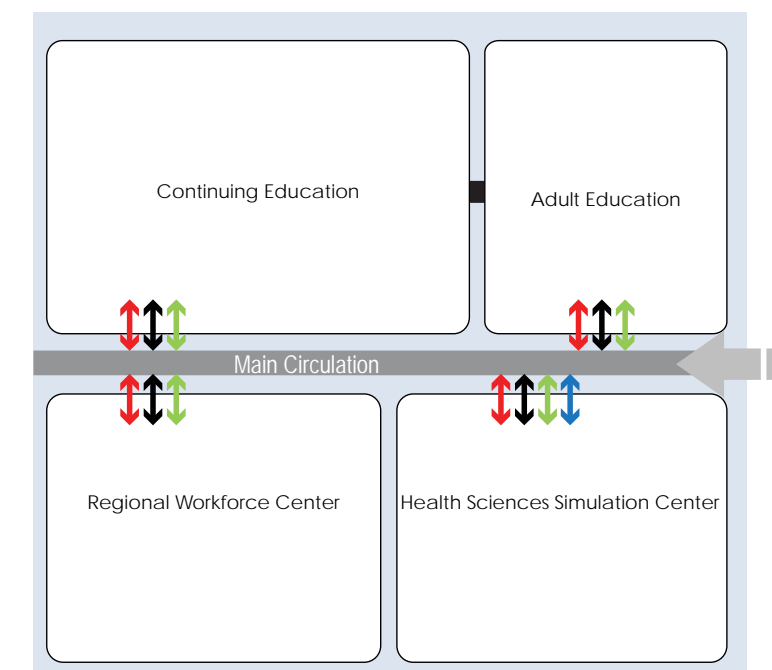 Continuing Education
Adult Education
Main Circulation
Regional Workforce Center
Health Sciences Simulation Center